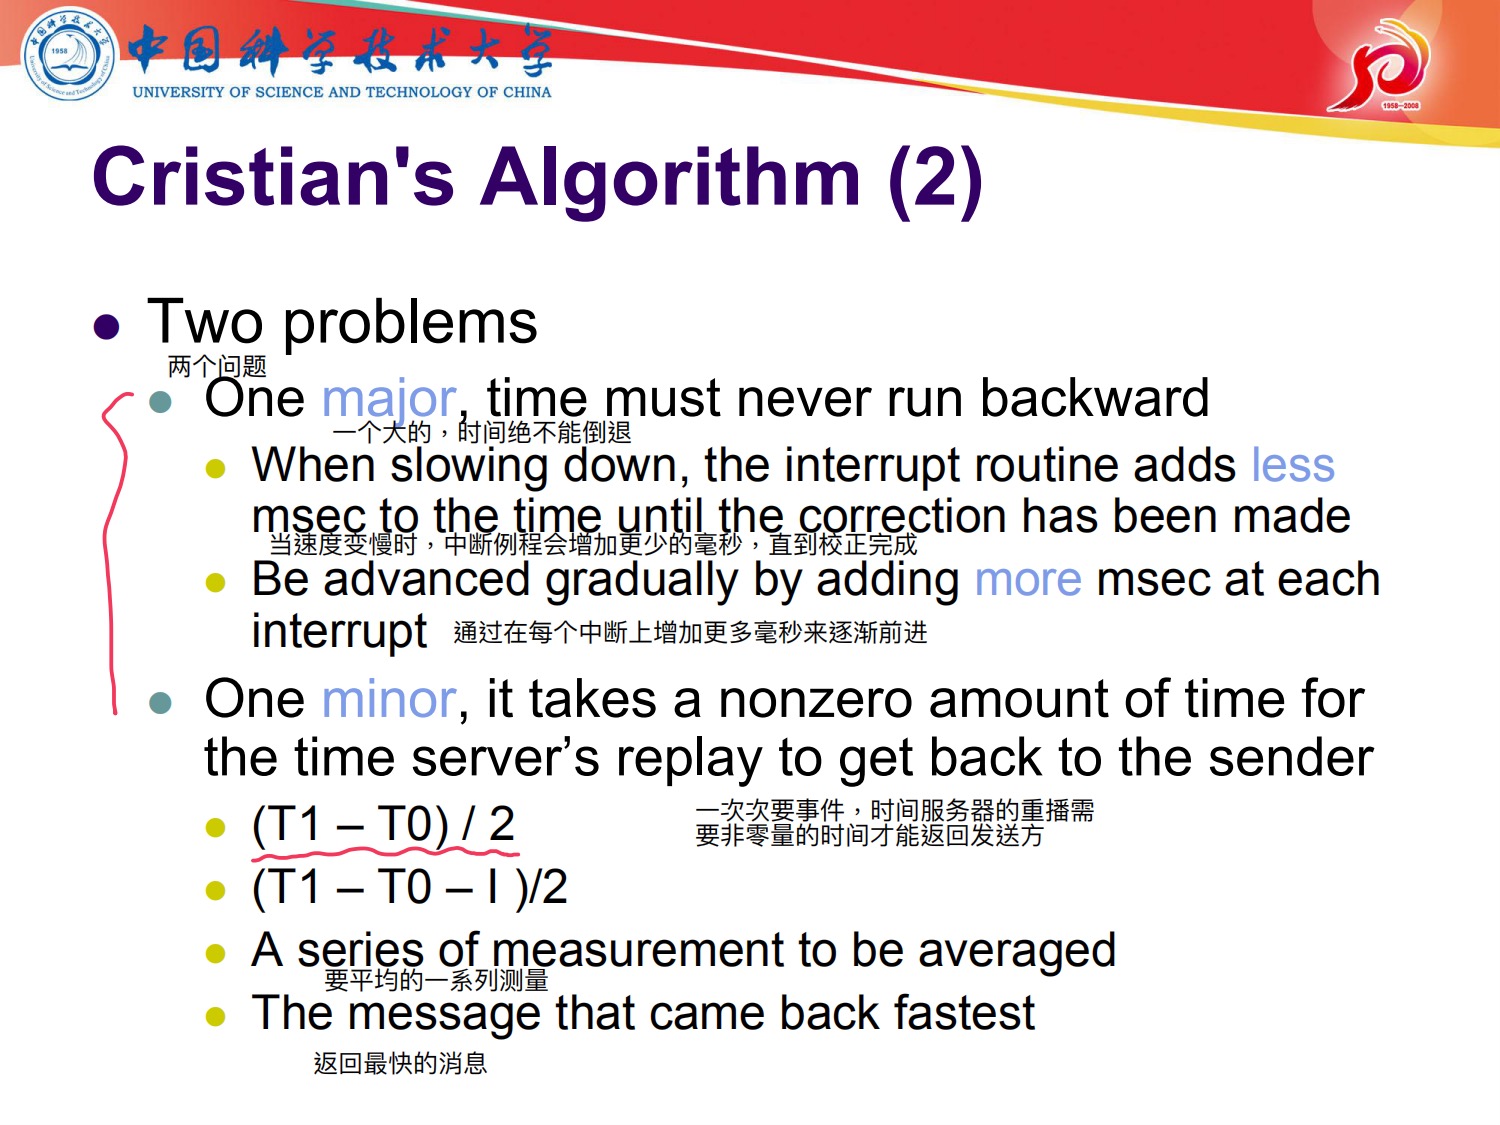 中国科学技术大学
UNIVERSITY OF SCIENCE AND TECHNOLOGY OF CHINA
1958
1958-2008
Cristian's Algorithm (2)
Two problems
两个问题
One major, time must never run backward
一个大的，时间绝不能倒退
When slowing down, the interrupt routine adds less
msec to the time until the correction has been made
当速度变慢时，中断例程会增加更少的毫秒，直到校正完成
Be advanced gradually by adding more msec at each
interrupt 通过在每个中断上增加更多毫秒来逐渐前进
One minor, it takes a nonzero amount of time for
the time server’s replay to get back to the sender
(T1 – T0) / 2
一次次要事件，时间服务器的重播需
要非零量的时间才能返回发送方
(T1 – T0 – I )/2
A series of measurement to be averaged
要平均的一系列测量
The message that came back fastest
返回最快的消息